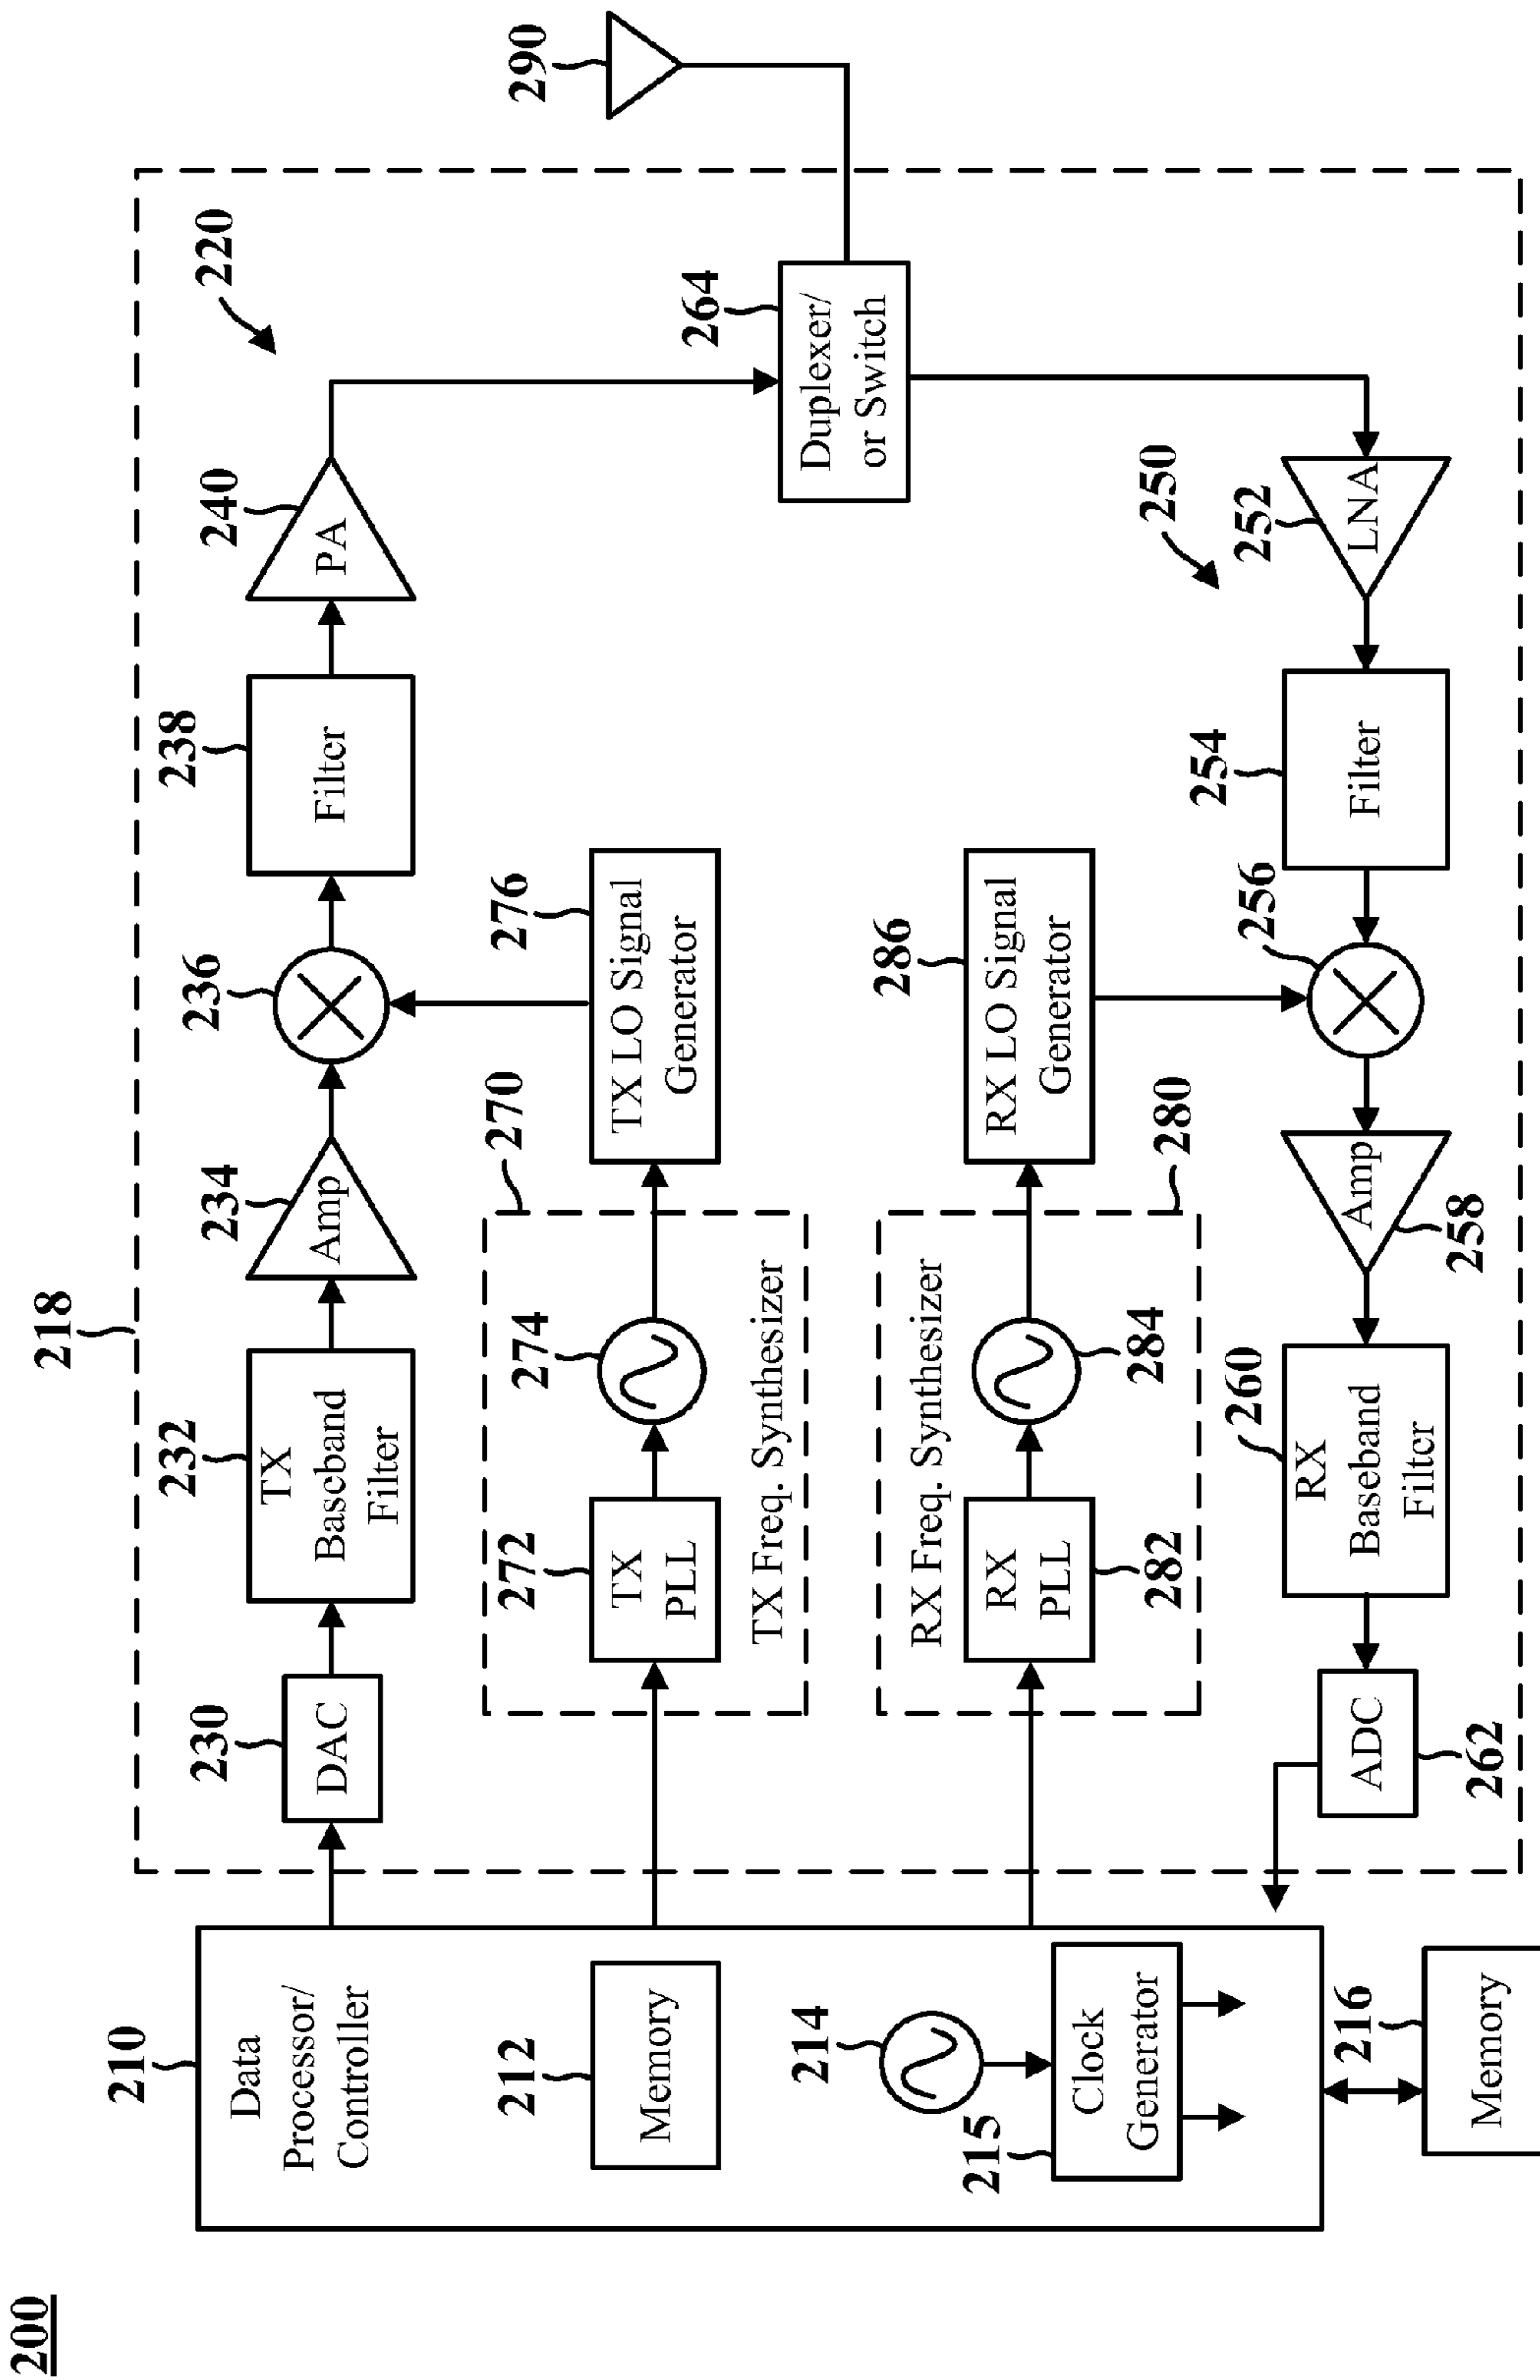 200
218
220
210
Data
Processor/
Controller
230
DAC
232
TX
Baseband
Filter
234
Amp
236
238
Filter
240
PA
290
212
Memory
272
TX
PLL
274
270
TX Freq. Synthesizer
276
TX LO Signal
Generator
264
Duplexer/
or Switch
214
215
Clock
Generator
RX Freq. Synthesizer
RX
PLL
282
284
280
286
RX LO Signal
Generator
250
216
Memory
ADC
262
260
RX
Baseband
Filter
Amp
258
256
254
Filter
252
LNA